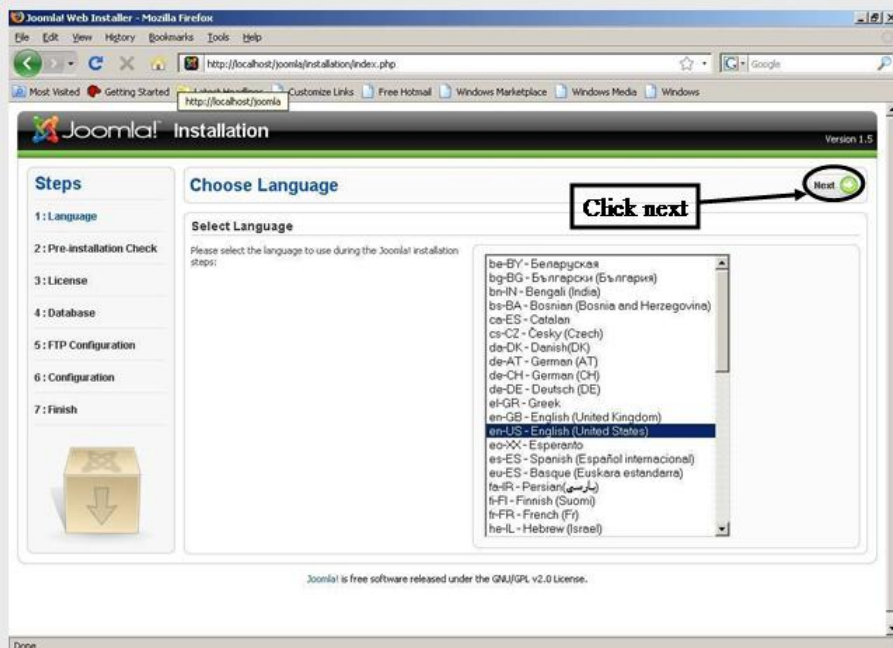 Joomla! Web Installer - Mozilla Firefox
File Edit View History Bookmarks Tools Help
http://localhost/joomla/installation/index.php
Google
Most Visited Getting Started Latest Headlines Customize Links Free Hotmail Windows Marketplace Windows Media Windows
http://localhost/joomla
Joomla! Installation
Version 1.5
Steps
1 : Language
2 : Pre-installation Check
3 : License
4 : Database
5 : FTP Configuration
6 : Configuration
7 : Finish
Choose Language
Next
Click next
Select Language
Please select the language to use during the Joomla! installation
steps:
be-BY - Беларуская
bg-BG - Български (България)
bn-IN - Bengali (India)
bs-BA - Bosnian (Bosnia and Herzegovina)
ca-ES - Catalan
cs-CZ - Česky (Czech)
da-DK - Danish(DK)
de-AT - German (AT)
de-CH - German (CH)
de-DE - Deutsch (DE)
el-GR - Greek
en-GB - English (United Kingdom)
en-US - English (United States)
eo-XX - Esperanto
es-ES - Spanish (Español internacional)
eu-ES - Basque (Euskara estandarra)
fa-IR - Persian(پارسی)
fi-FI - Finnish (Suomi)
fr-FR - French (Fr)
he-IL - Hebrew (Israel)
Joomla! is free software released under the GNU/GPL v2.0 License.
Done